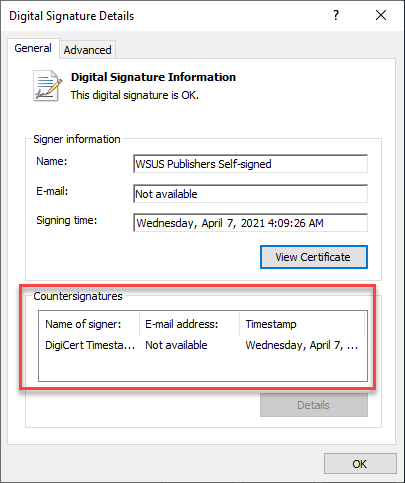 Digital Signature Details
General Advanced
Digital Signature Information
This digital signature is OK.
Signer information
Name: WSUS Publishers Self-signed
E-mail: Not available
Signing time: Wednesday, April 7, 2021 4:09:26 AM
View Certificate
Countersignatures
Name of signer: E-mail address: Timestamp
DigiCert Timesta... Not available Wednesday, April 7, ...
Details
OK